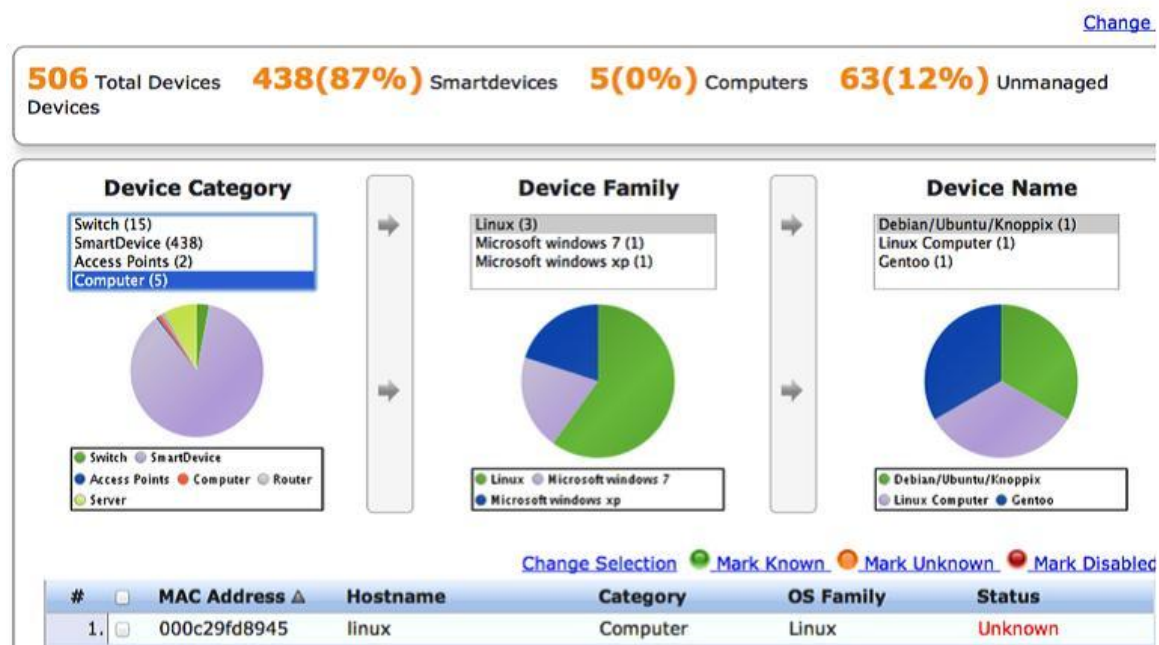 Change
506 Total Devices 438(87%) Smartdevices 5(0%) Computers 63(12%) Unmanaged
Devices
Device Category
Switch (15)
SmartDevice (438)
Access Points (2)
Computer (5)
Switch SmartDevice
Access Points Computer Router
Server
Device Family
Linux (3)
Microsoft windows 7 (1)
Microsoft windows xp (1)
Linux Microsoft windows 7
Microsoft windows xp
Device Name
Debian/Ubuntu/Knoppix (1)
Linux Computer (1)
Gentoo (1)
Debian/Ubuntu/Knoppix
Linux Computer Gentoo
Change Selection Mark Known Mark Unknown Mark Disabled
# MAC Address Hostname Category OS Family Status
1. 000c29fd8945 linux Computer Linux Unknown